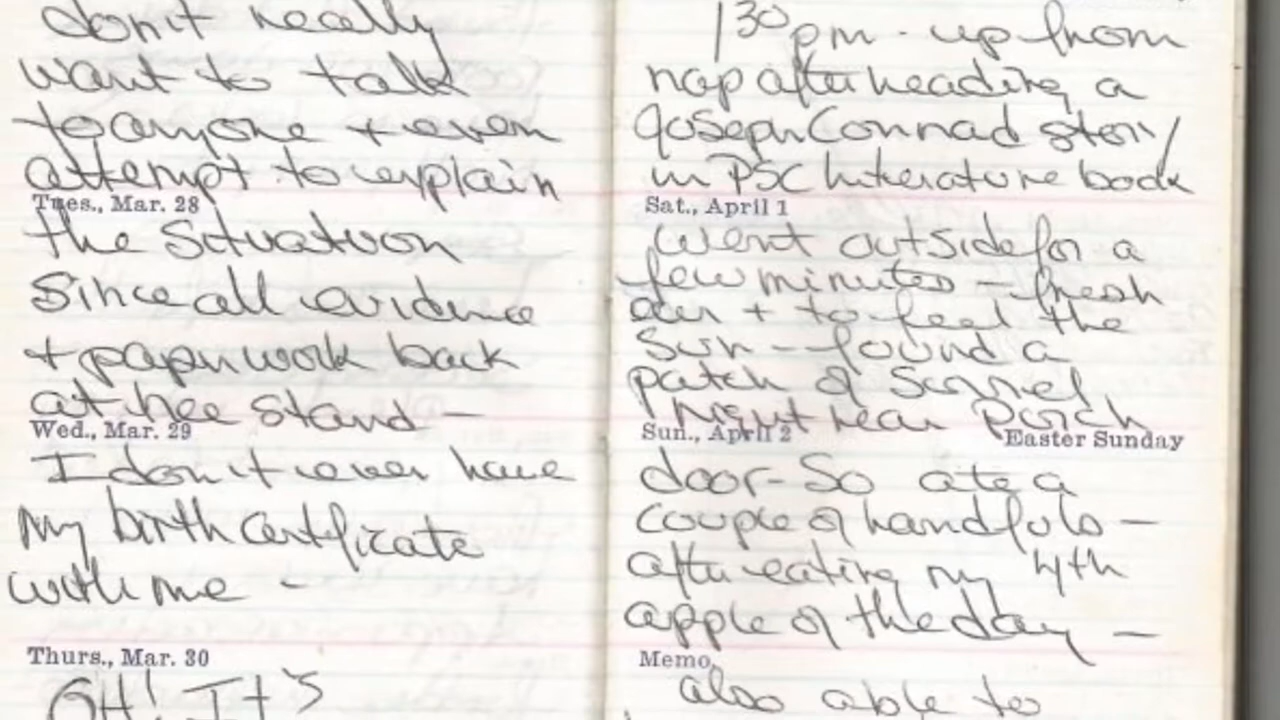 don't really
want to talk
to anyone + even
attempt to explain
Tues., Mar. 28
the situation
Since all evidence
+ paperwork back
at tree stand —
Wed., Mar. 29
I don't even have
my birth certificate
with me -
Thurs., Mar. 30
OH! It's
1 30 pm - up from
nap after reading a
Joseph Conrad story
in PSC Literature book
Sat., April 1
Went outside for a
few minutes - fresh
air + to feel the
Sun -- found a
patch of Sorrel
right near porch
Sun., April 2
Easter Sunday
door - So ate a
couple of handfuls -
after eating my 4th
apple of the day -
Memo.
also able to